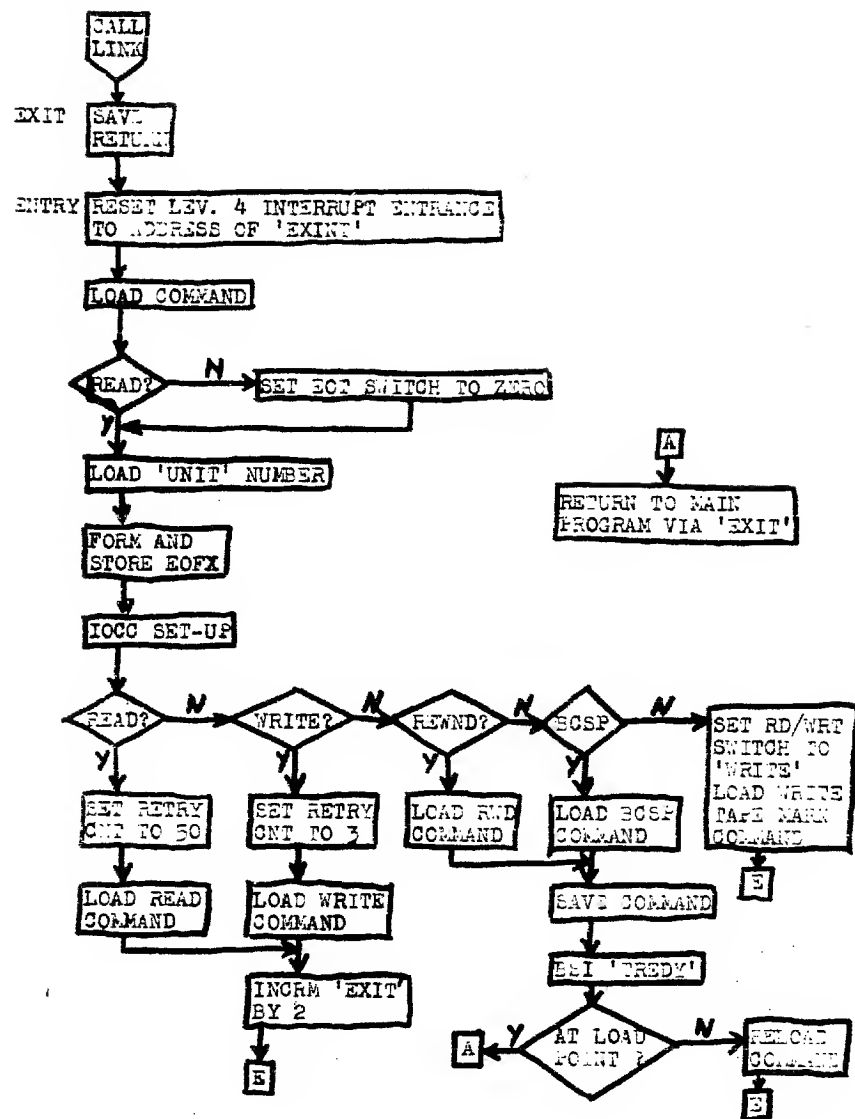 CALL
LINK
EXIT
SAVE
RETURN
ENTRY
RESET LEV. 4 INTERRUPT ENTRANCE
TO ADDRESS OF 'EXINT'
LOAD COMMAND
READ?
N
SET EOF SWITCH TO ZERO
Y
A
LOAD 'UNIT' NUMBER
RETURN TO MAIN
PROGRAM VIA 'EXIT'
FORM AND
STORE EOFX
IOCC SET-UP
READ?
N
WRITE?
N
REWND?
N
BCSP
N
SET RD/WRT
SWITCH TO
'WRITE'
LOAD WRITE
TAPE MARK
COMMAND
Y
Y
Y
Y
SET RETRY
CNT TO 50
SET RETRY
CNT TO 3
LOAD RWD
COMMAND
LOAD BCSP
COMMAND
E
LOAD READ
COMMAND
LOAD WRITE
COMMAND
SAVE COMMAND
BSI 'TREDY'
INCRM 'EXIT'
BY 2
A
Y
AT LOAD
POINT ?
N
RELOAD
COMMAND
E
E